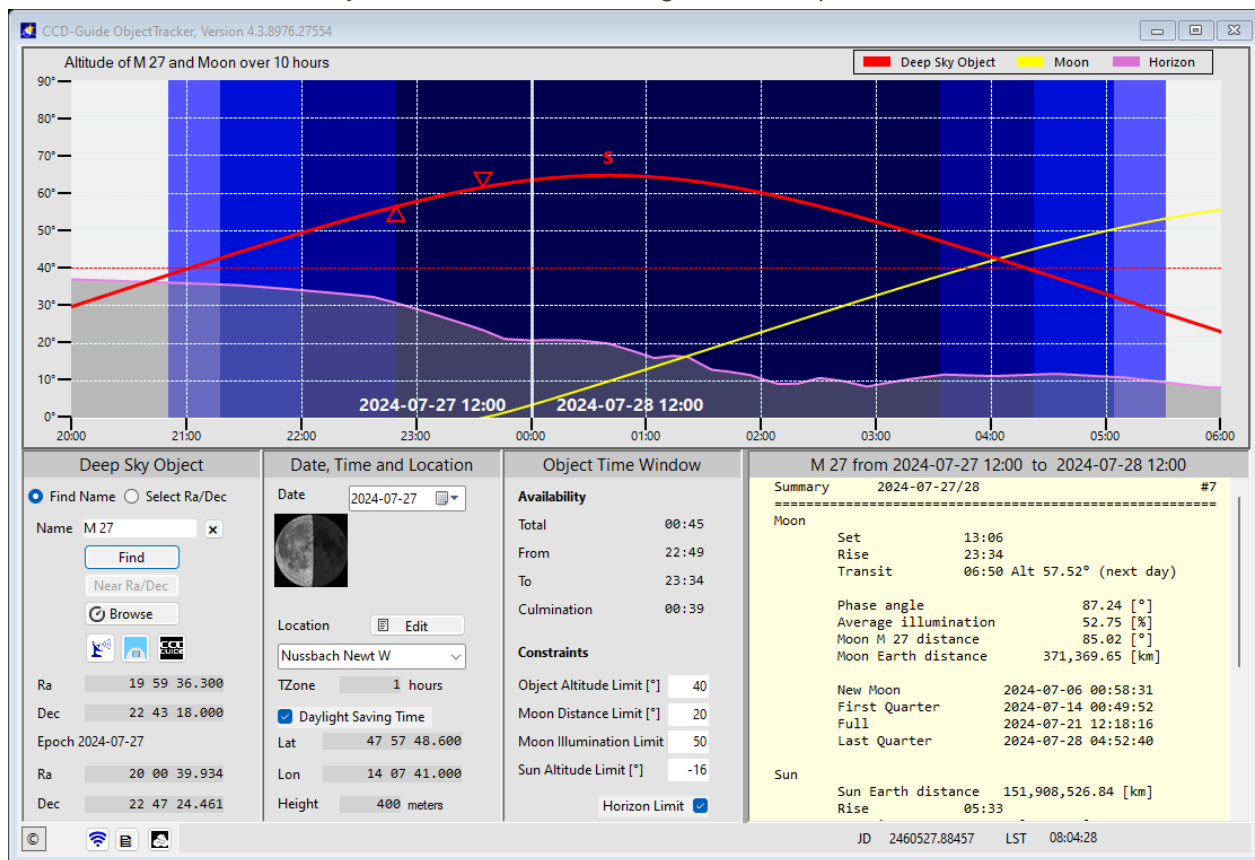 CCD-Guide ObjectTracker, Version 4.3.8976.27554
Altitude of M 27 and Moon over 10 hours
Deep Sky Object Moon Horizon
90°
80°
70°
60°
50°
40°
30°
20°
10°
0°
S
2024-07-27 12:00 2024-07-28 12:00
20:00 21:00 22:00 23:00 00:00 01:00 02:00 03:00 04:00 05:00 06:00
Deep Sky Object
Find Name Select Ra/Dec
Name M 27
Find
Near Ra/Dec
Browse
CCD
GUIDE
Ra 19 59 36.300
Dec 22 43 18.000
Epoch 2024-07-27
Ra 20 00 39.934
Dec 22 47 24.461
Date, Time and Location
Date 2024-07-27
Location Edit
Nussbach Newt W
TZone 1 hours
Daylight Saving Time
Lat 47 57 48.600
Lon 14 07 41.000
Height 400 meters
Object Time Window
Availability
Total 00:45
From 22:49
To 23:34
Culmination 00:39
Constraints
Object Altitude Limit [°] 40
Moon Distance Limit [°] 20
Moon Illumination Limit 50
Sun Altitude Limit [°] -16
Horizon Limit
M 27 from 2024-07-27 12:00 to 2024-07-28 12:00
Summary 2024-07-27/28 #7
========================================================
Moon
Set 13:06
Rise 23:34
Transit 06:50 Alt 57.52° (next day)
Phase angle 87.24 [°]
Average illumination 52.75 [%]
Moon M 27 distance 85.02 [°]
Moon Earth distance 371,369.65 [km]
New Moon 2024-07-06 00:58:31
First Quarter 2024-07-14 00:49:52
Full 2024-07-21 12:18:16
Last Quarter 2024-07-28 04:52:40
Sun
Sun Earth distance 151,908,526.84 [km]
Rise 05:33
© JD 2460527.88457 LST 08:04:28